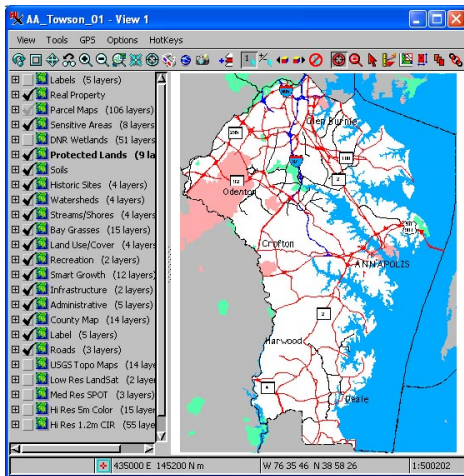 AA_Towson_01 - View 1
View Tools GPS Options HotKeys
Labels (5 layers)
Real Property
Parcel Maps (106 layers)
Sensitive Areas (8 layers)
DNR Wetlands (51 layers)
Protected Lands (9 la
Soils
Historic Sites (4 layers)
Watersheds (4 layers)
Streams/Shores (4 layers)
Bay Grasses (15 layers)
Land Use/Cover (4 layers)
Recreation (2 layers)
Smart Growth (12 layers)
Infrastructure (2 layers)
Administrative (5 layers)
County Map (14 layers)
Label (5 layers)
Roads (3 layers)
USGS Topo Maps (14 laye
Low Res LandSat (2 layer
Med Res SPOT (3 layers)
Hi Res 5m Color (15 layer
Hi Res 1.2m CIR (55 laye
Glen Burnie
Odenton
2
Crofton
ANNAPOLIS
2
Harwood
Deale
435000 E 145200 N m
W 76 35 46 N 38 58 26
1:500202